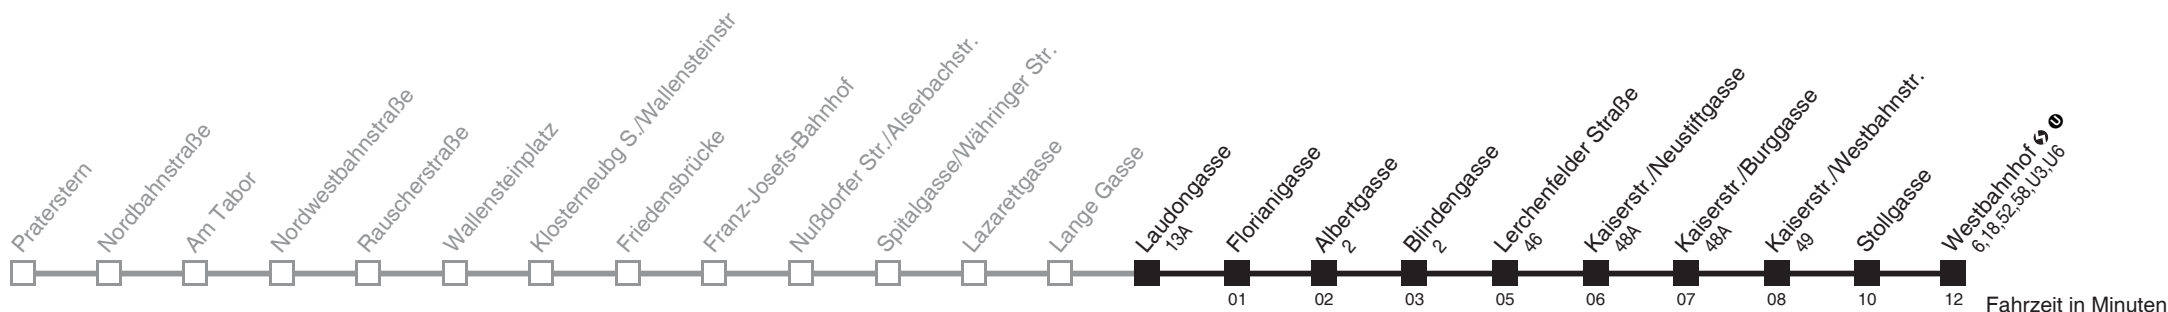 Praterstern
Nordbahnstraße
Am Tabor
Nordwestbahnstraße
Rauscherstraße
Wallensteinplatz
Klosterneubg S./Wallensteinstr
Friedensbrücke
Franz-Josefs-Bahnhof
Nußdorfer Str./Alserbachstr.
Spitalgasse/Währinger Str.
Lazarettgasse
Lange Gasse
Laudongasse
13A
Florianigasse
Albertgasse
2
Blindengasse
2
Lerchenfelder Straße
46
Kaiserstr./Neustiftgasse
48A
Kaiserstr./Burggasse
48A
Kaiserstr./Westbahnstr.
49
Stollgasse
Westbahnhof S U
6,18,52,58,U3,U6
01 02 03 05 06 07 08 10 12 Fahrzeit in Minuten